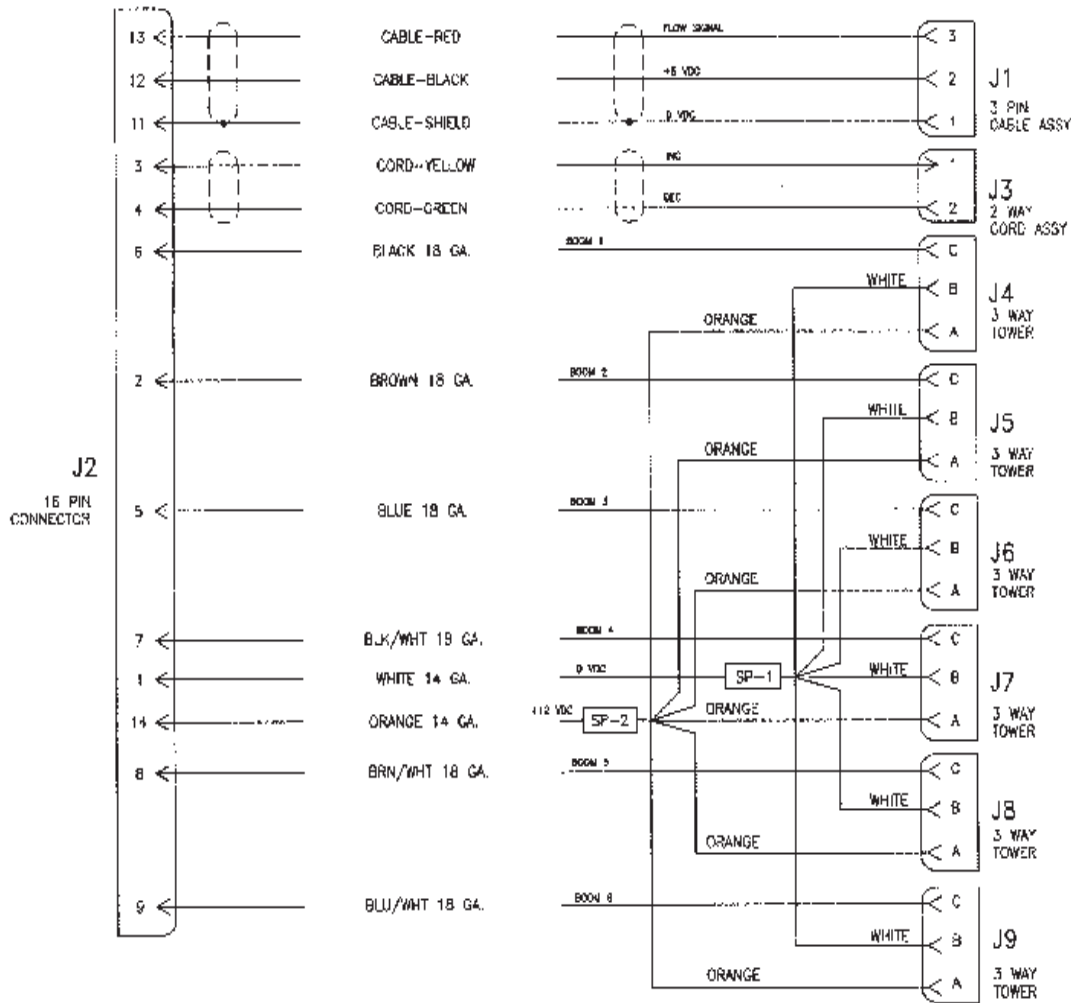 13 CABLE-RED FLOW SIGNAL 3
12 CABLE-BLACK +5 VDC 2
J1
11 CABLE-SHIELD 0 VDC 1
3 PIN
CABLE ASSY
3 CORD-YELLOW INC 1
4 CORD-GREEN DEC 2
J3
2 WAY
CORD ASSY
6 BLACK 18 GA. BOOM 1 C
WHITE B
J4
ORANGE A
3 WAY
TOWER
2 BROWN 18 GA. BOOM 2 C
WHITE B
J5
ORANGE A
3 WAY
TOWER
J2
16 PIN
CONNECTOR
5 BLUE 18 GA. BOOM 3 C
WHITE B
J6
ORANGE A
3 WAY
TOWER
7 BLK/WHT 19 GA. BOOM 4 C
1 WHITE 14 GA. 0 VDC SP-1 WHITE B
J7
14 ORANGE 14 GA. +12 VDC SP-2 ORANGE A
3 WAY
TOWER
8 BRN/WHT 18 GA. BOOM 5 C
WHITE B
J8
ORANGE A
3 WAY
TOWER
9 BLU/WHT 18 GA. BOOM 6 C
WHITE B
J9
ORANGE A
3 WAY
TOWER